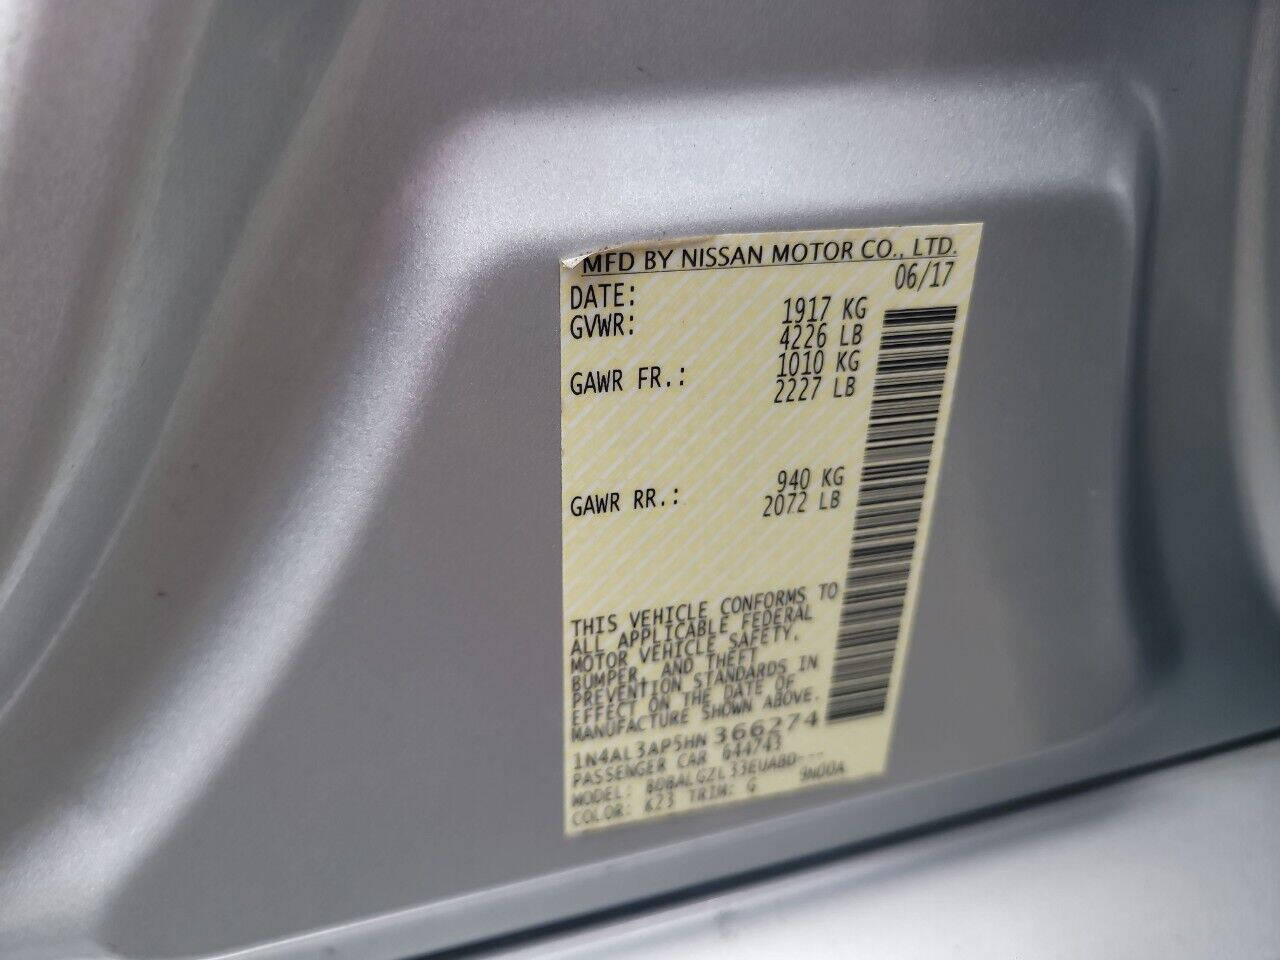 MFD BY NISSAN MOTOR CO., LTD.
DATE: 06/17
GVWR: 1917 KG
4226 LB
GAWR FR.: 1010 KG
2227 LB
GAWR RR.: 940 KG
2072 LB
THIS VEHICLE CONFORMS TO
ALL APPLICABLE FEDERAL
MOTOR VEHICLE SAFETY,
BUMPER, AND THEFT
PREVENTION STANDARDS IN
EFFECT ON THE DATE OF
MANUFACTURE SHOWN ABOVE.
1N4AL3AP5HN366274
PASSENGER CAR G44743
MODEL:
COLOR: K23 TRIM: G 9N00A